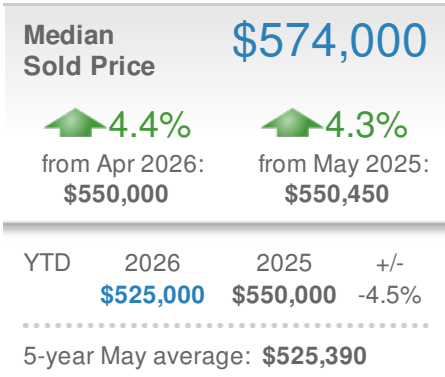 Median $574,000
Sold Price
4.4% 4.3%
from Apr 2026: from May 2025:
$550,000 $550,450
YTD 2026 2025 +/-
$525,000 $550,000 -4.5%
5-year May average: $525,390